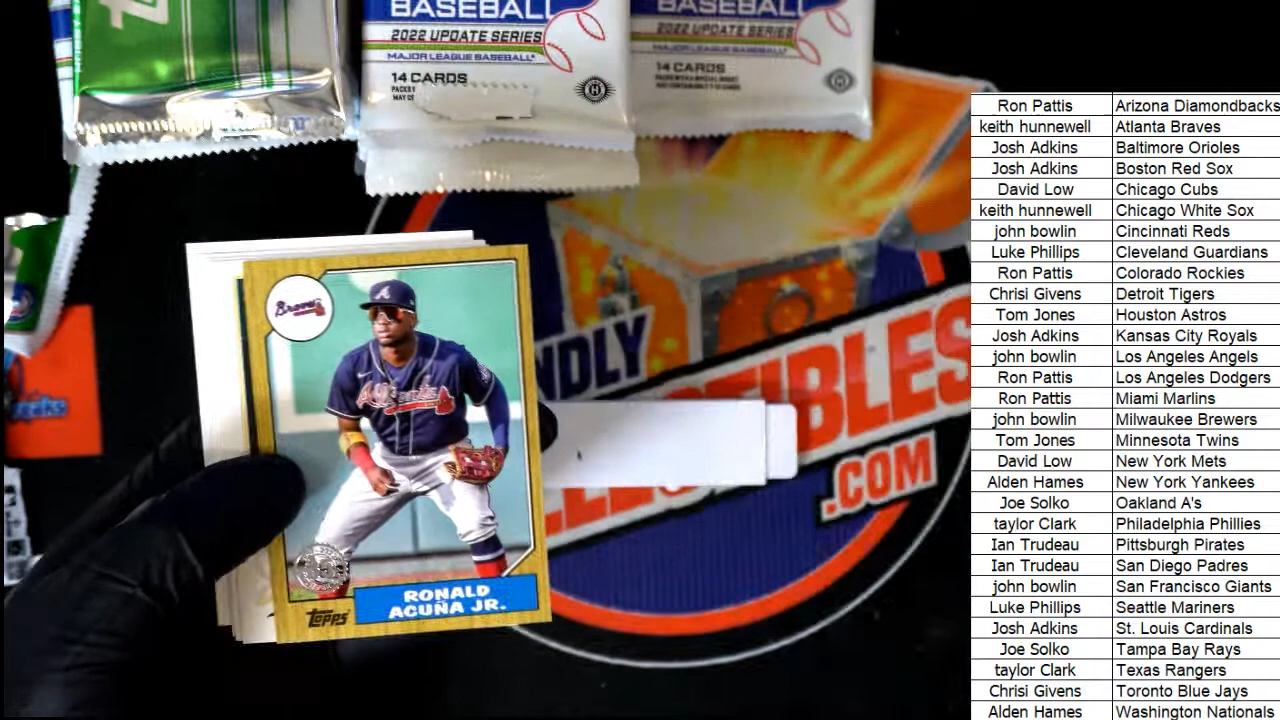 BASEBALL
2022 UPDATE SERIES
MAJOR LEAGUE BASEBALL
14 CARDS
BASEBALL
2022 UPDATE SERIES
MAJOR LEAGUE BASEBALL
14 CARDS
Braves
Braves
RONALD
ACUÑA JR.
Topps
NDLY
LECTIBLES
.COM
Ron Pattis Arizona Diamondbacks
keith hunnewell Atlanta Braves
Josh Adkins Baltimore Orioles
Josh Adkins Boston Red Sox
David Low Chicago Cubs
keith hunnewell Chicago White Sox
john bowlin Cincinnati Reds
Luke Phillips Cleveland Guardians
Ron Pattis Colorado Rockies
Chrisi Givens Detroit Tigers
Tom Jones Houston Astros
Josh Adkins Kansas City Royals
john bowlin Los Angeles Angels
Ron Pattis Los Angeles Dodgers
Ron Pattis Miami Marlins
john bowlin Milwaukee Brewers
Tom Jones Minnesota Twins
David Low New York Mets
Alden Hames New York Yankees
Joe Solko Oakland A's
taylor Clark Philadelphia Phillies
Ian Trudeau Pittsburgh Pirates
Ian Trudeau San Diego Padres
john bowlin San Francisco Giants
Luke Phillips Seattle Mariners
Josh Adkins St. Louis Cardinals
Joe Solko Tampa Bay Rays
taylor Clark Texas Rangers
Chrisi Givens Toronto Blue Jays
Alden Hames Washington Nationals